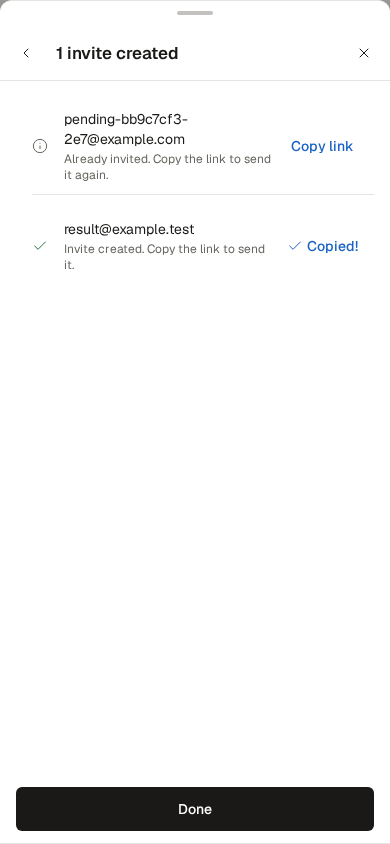 1 invite created
pending-bb9c7cf3-
2e7@example.com
Already invited. Copy the link to send
it again.
Copy link
result@example.test
Invite created. Copy the link to send
it.
Copied!
Done